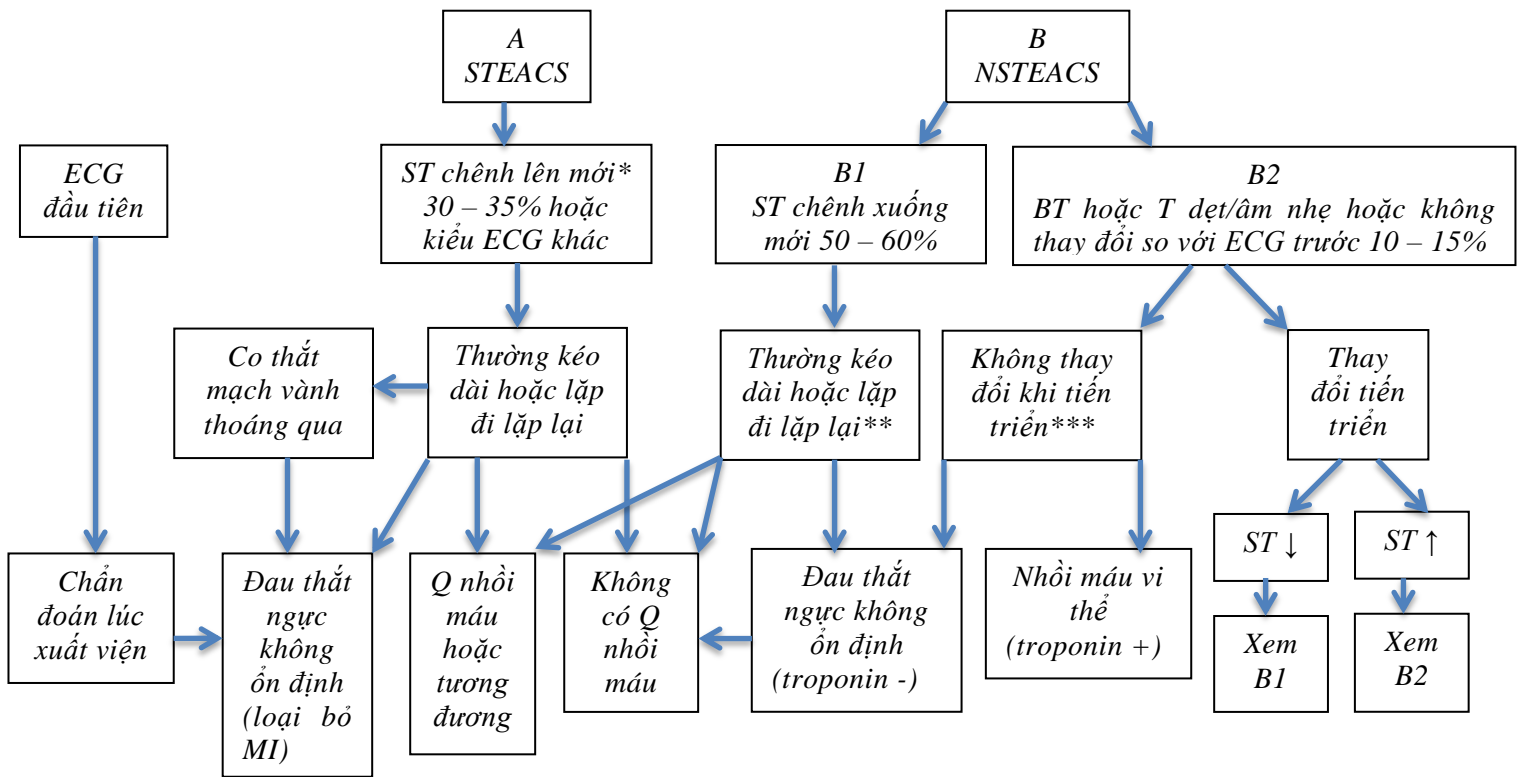 A
STEACS
B
NSTEACS
ECG
đầu tiên
ST chênh lên mới*
30 – 35% hoặc
kiểu ECG khác
B1
ST chênh xuống
mới 50 – 60%
B2
BT hoặc T dẹt/âm nhẹ hoặc không
thay đổi so với ECG trước 10 – 15%
Co thắt
mạch vành
thoáng qua
Thường kéo
dài hoặc lặp
đi lặp lại
Thường kéo
dài hoặc lặp
đi lặp lại**
Không thay
đổi khi tiến
triển***
Thay
đổi tiến
triển
ST ↓
ST ↑
Chẩn
đoán lúc
xuất viện
Đau thắt
ngực
không
ổn định
(loại bỏ
MI)
Q nhồi
máu
hoặc
tương
đương
Không
có Q
nhồi
máu
Đau thắt
ngực không
ổn định
(troponin -)
Nhồi máu vi
thể
(troponin +)
Xem
B1
Xem
B2